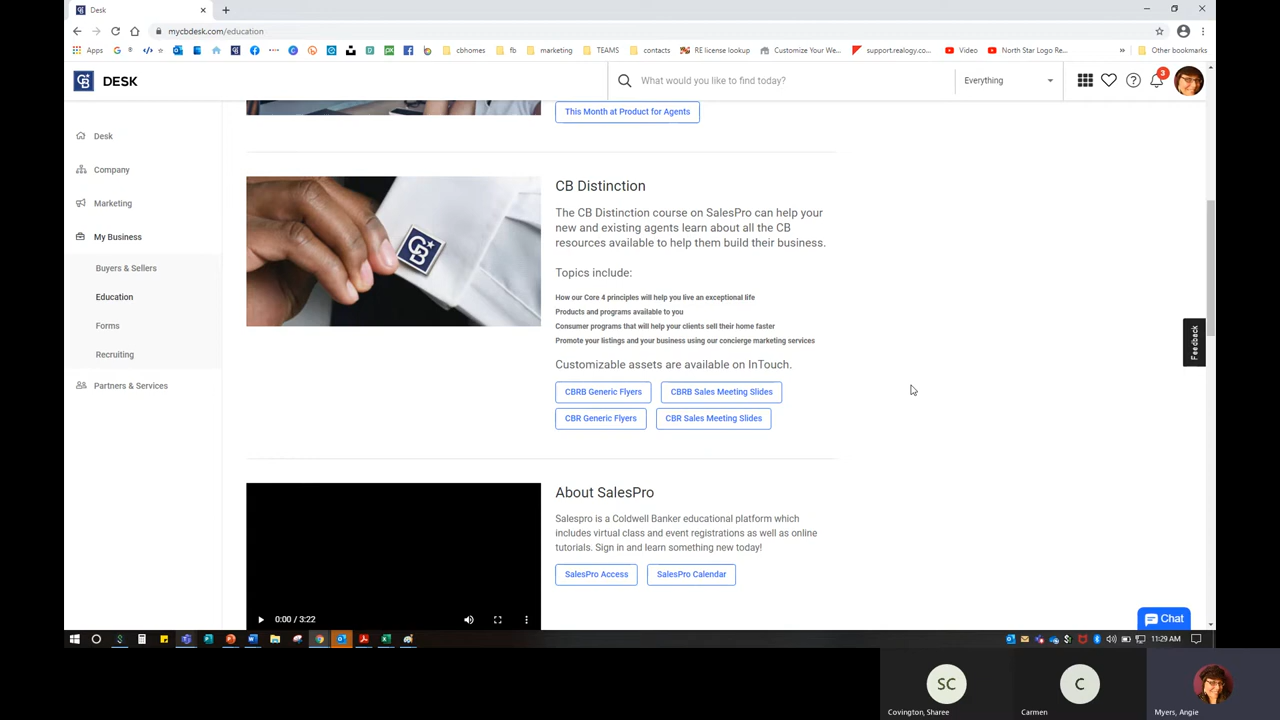 Desk
mycbdesk.com/education
Apps
G
cbhomes
fb
marketing
TEAMS
contacts
RE license lookup
Customize Your We...
support.realogy.co...
Video
North Star Logo Re...
»
Other bookmarks
CB
DESK
What would you like to find today?
Everything
3
Desk
Company
Marketing
My Business
Buyers & Sellers
Education
Forms
Recruiting
Partners & Services
This Month at Product for Agents
CB
CB Distinction
The CB Distinction course on SalesPro can help your
new and existing agents learn about all the CB
resources available to help them build their business.
Topics include:
How our Core 4 principles will help you live an exceptional life
Products and programs available to you
Consumer programs that will help your clients sell their home faster
Promote your listings and your business using our concierge marketing services
Customizable assets are available on InTouch.
CBRB Generic Flyers
CBRB Sales Meeting Slides
CBR Generic Flyers
CBR Sales Meeting Slides
Feedback
About SalesPro
Salespro is a Coldwell Banker educational platform which
includes virtual class and event registrations as well as online
tutorials. Sign in and learn something new today!
SalesPro Access
SalesPro Calendar
0:00 / 3:22
Chat
11:29 AM
SC
C
Covington, Sharee
Carmen
Myers, Angie